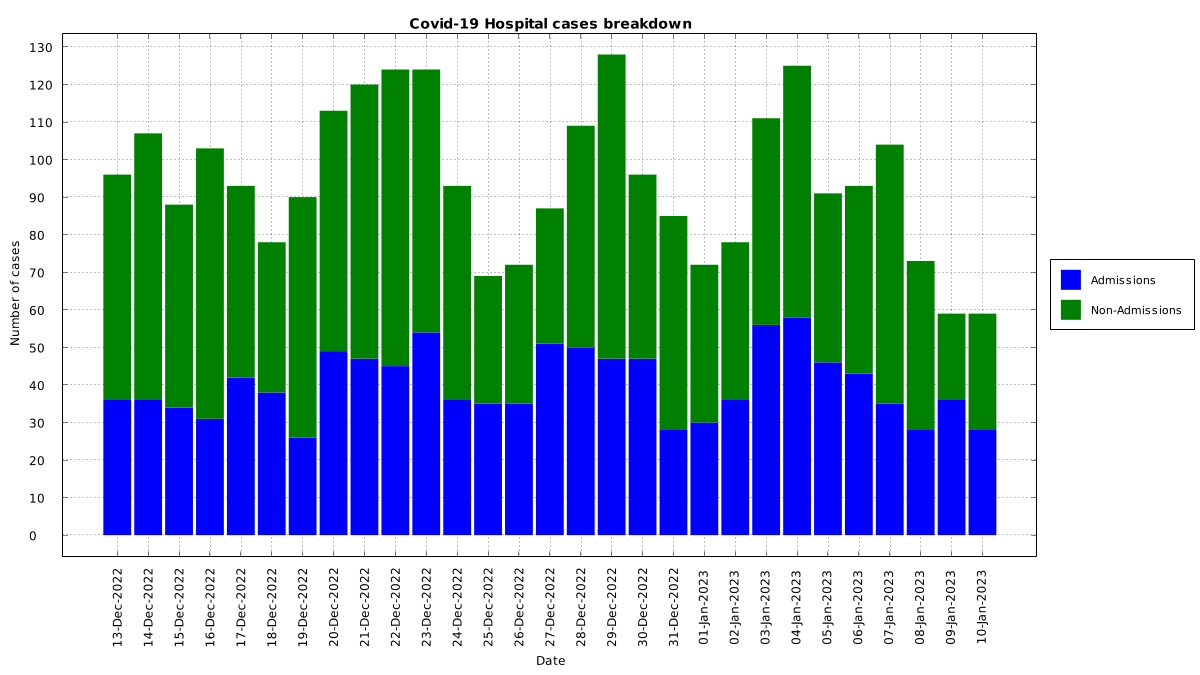 Covid-19 Hospital cases breakdown
130
120
110
100
90
80
70
60
50
40
30
20
10
0
Number of cases
13-Dec-2022
14-Dec-2022
15-Dec-2022
16-Dec-2022
17-Dec-2022
18-Dec-2022
19-Dec-2022
20-Dec-2022
21-Dec-2022
22-Dec-2022
23-Dec-2022
24-Dec-2022
25-Dec-2022
26-Dec-2022
27-Dec-2022
28-Dec-2022
29-Dec-2022
30-Dec-2022
31-Dec-2022
01-Jan-2023
02-Jan-2023
03-Jan-2023
04-Jan-2023
05-Jan-2023
06-Jan-2023
07-Jan-2023
08-Jan-2023
09-Jan-2023
10-Jan-2023
Date
Admissions
Non-Admissions